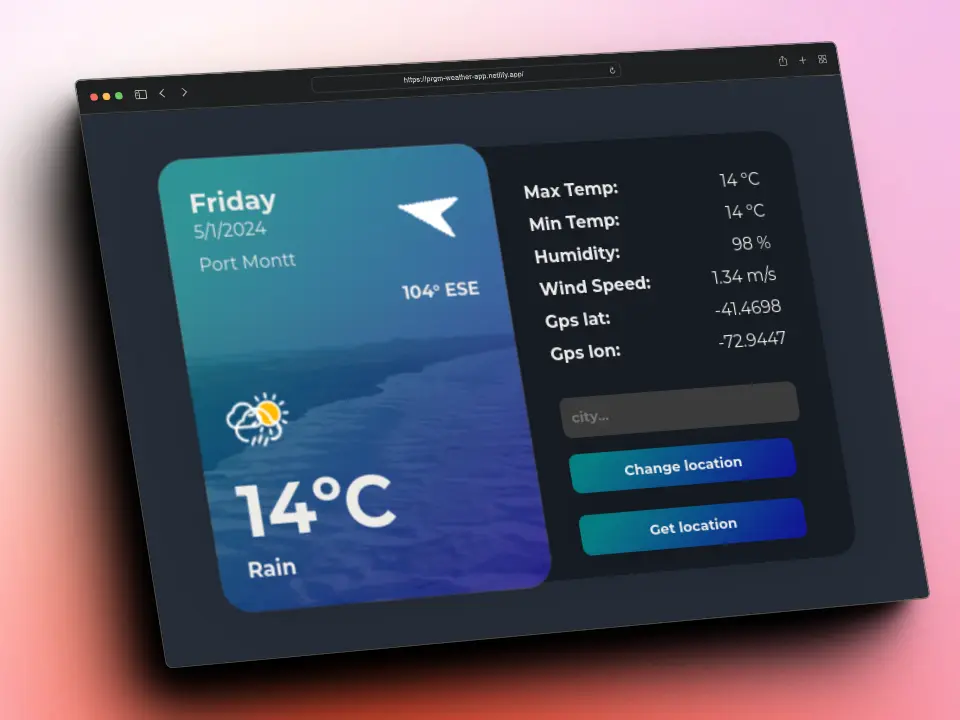 https://prgm-weather-app.netlify.app/
Friday
5/1/2024
Port Montt
104° ESE
14°C
Rain
Max Temp: 14 °C
Min Temp: 14 °C
Humidity: 98 %
Wind Speed: 1.34 m/s
Gps lat: -41.4698
Gps lon: -72.9447
city...
Change location
Get location